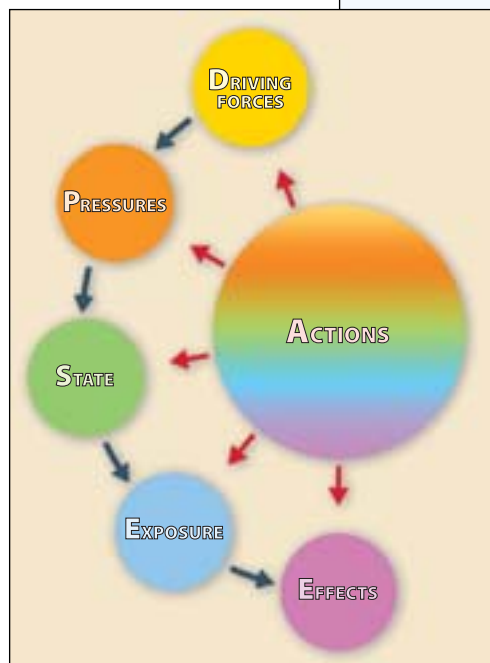 DRIVING
FORCES
PRESSURES
ACTIONS
STATE
EXPOSURE
EFFECTS